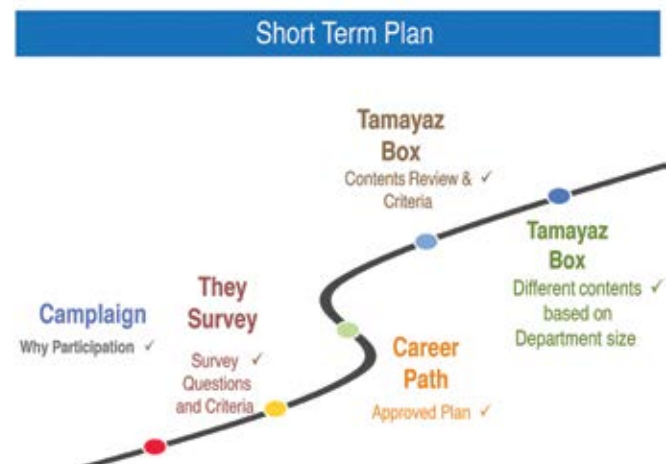 Short Term Plan
Tamayaz
Box
Contents Review & ✓
Criteria
Tamayaz
Box
Different contents ✓
based on
Department size
They
Survey
Survey ✓
Questions
and Criteria
Camplaign
Why Participation ✓
Career
Path
Approved Plan ✓